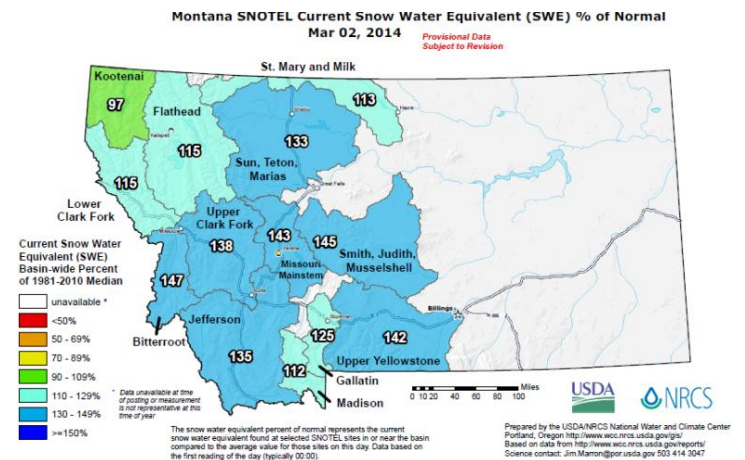 Montana SNOTEL Current Snow Water Equivalent (SWE) % of Normal
Mar 02, 2014
Provisional Data
Subject to Revision
St. Mary and Milk
Kootenai
97
Flathead
113
Shelby
Havre
Kalispell
133
115
115
Sun, Teton,
Marias
Great Falls
Lower
Clark Fork
Upper
Clark Fork
Missoula
138
143
Helena
145
Missouri
Mainstem
Smith, Judith,
Musselshell
147
Butte
Bitterroot
Jefferson
135
Bozeman
125
112
142
Upper Yellowstone
Billings
Gallatin
Madison
Current Snow Water
Equivalent (SWE)
Basin-wide Percent
of 1981-2010 Median
unavailable *
<50%
50 - 69%
70 - 89%
90 - 109%
110 - 129%
130 - 149%
>=150%
* Data unavailable at time
of posting or measurement
is not representative at this
time of year
Miles
0 10 20 40 60 80 100
USDA
NRCS
The snow water equivalent percent of normal represents the current
snow water equivalent found at selected SNOTEL sites in or near the basin
compared to the average value for those sites on this day. Data based on
the first reading of the day (typically 00:00).
Prepared by the USDA/NRCS National Water and Climate Center
Portland, Oregon http://www.wcc.nrcs.usda.gov/gis/
Based on data from http://www.wcc.nrcs.usda.gov/reports/
Science contact: Jim.Marron@por.usda.gov 503 414 3047